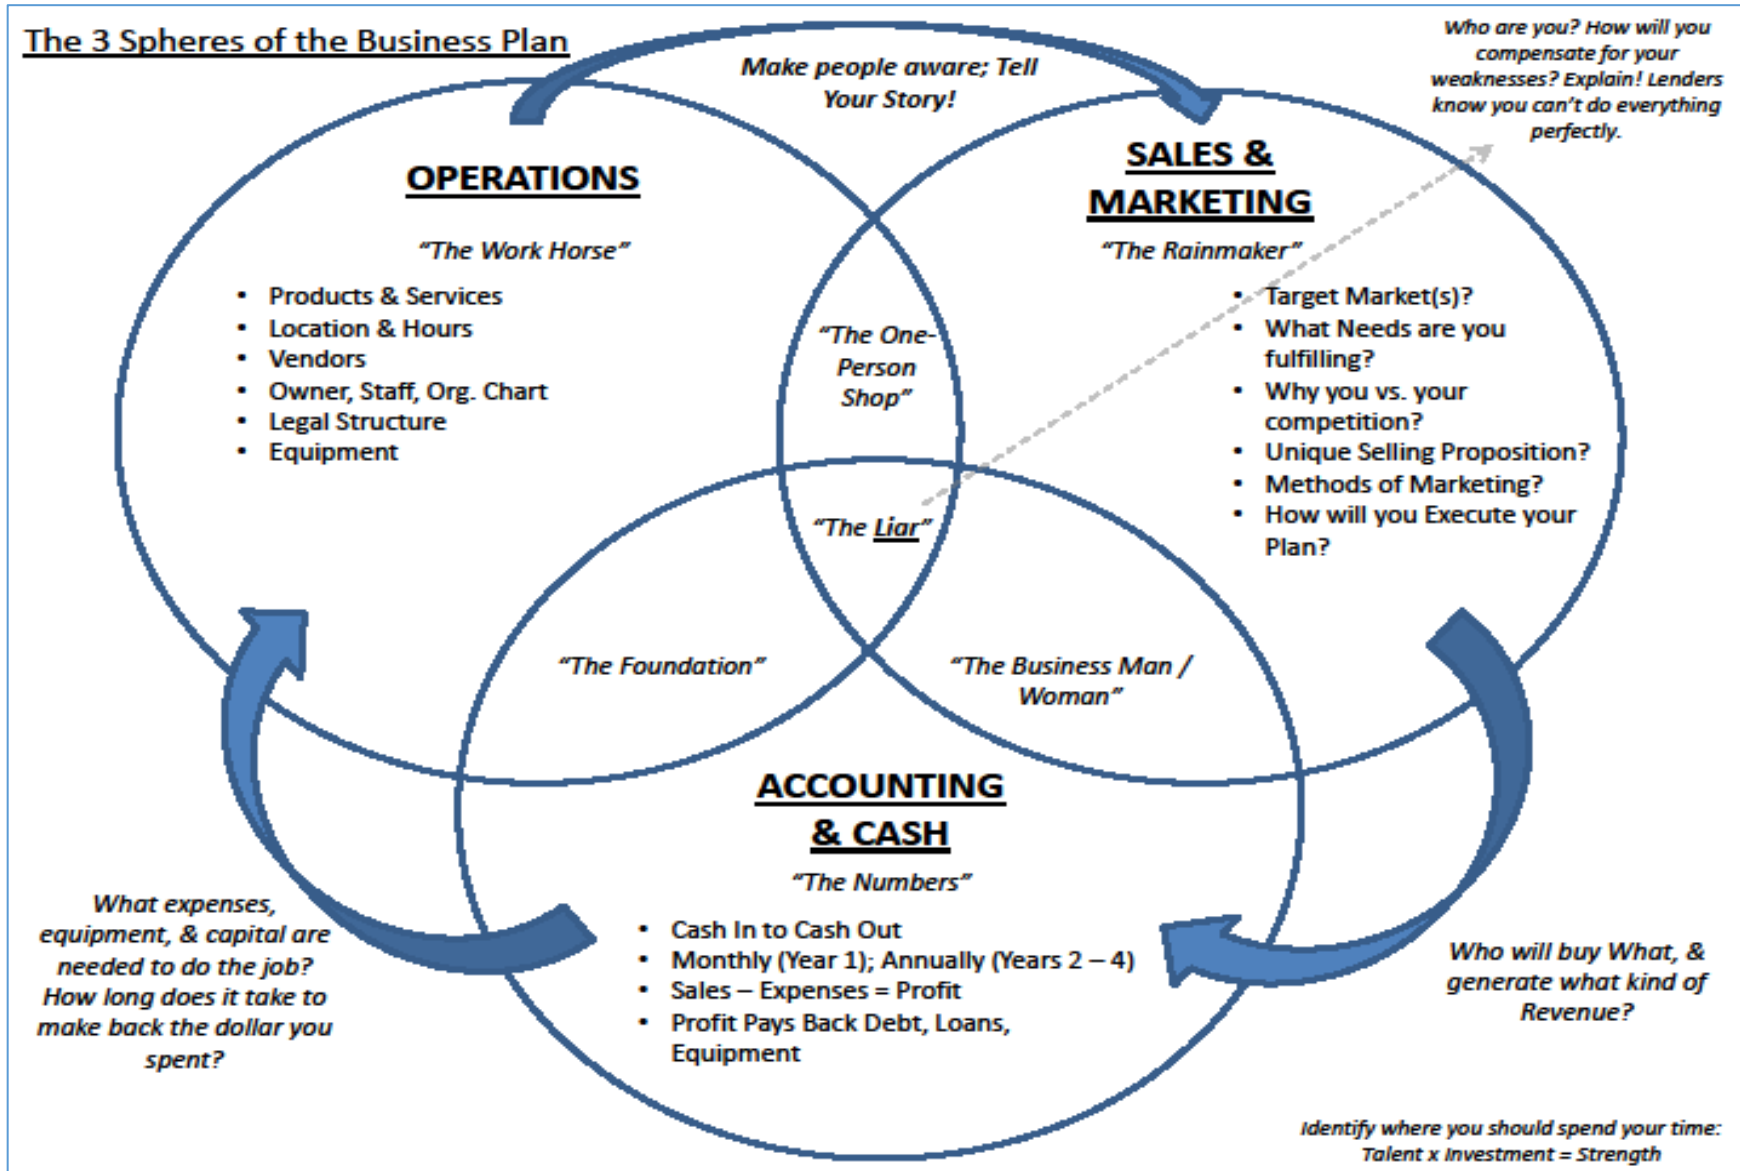 The 3 Spheres of the Business Plan
Make people aware; Tell
Your Story!
Who are you? How will you
compensate for your
weaknesses? Explain! Lenders
know you can't do everything
perfectly.
OPERATIONS
"The Work Horse"
• Products & Services
• Location & Hours
• Vendors
• Owner, Staff, Org. Chart
• Legal Structure
• Equipment
SALES &
MARKETING
"The Rainmaker"
• Target Market(s)?
• What Needs are you
fulfilling?
• Why you vs. your
competition?
• Unique Selling Proposition?
• Methods of Marketing?
• How will you Execute your
Plan?
"The One-
Person
Shop"
"The Liar"
"The Foundation"
"The Business Man /
Woman"
ACCOUNTING
& CASH
"The Numbers"
• Cash In to Cash Out
• Monthly (Year 1); Annually (Years 2 – 4)
• Sales – Expenses = Profit
• Profit Pays Back Debt, Loans,
Equipment
What expenses,
equipment, & capital are
needed to do the job?
How long does it take to
make back the dollar you
spent?
Who will buy What, &
generate what kind of
Revenue?
Identify where you should spend your time:
Talent x Investment = Strength